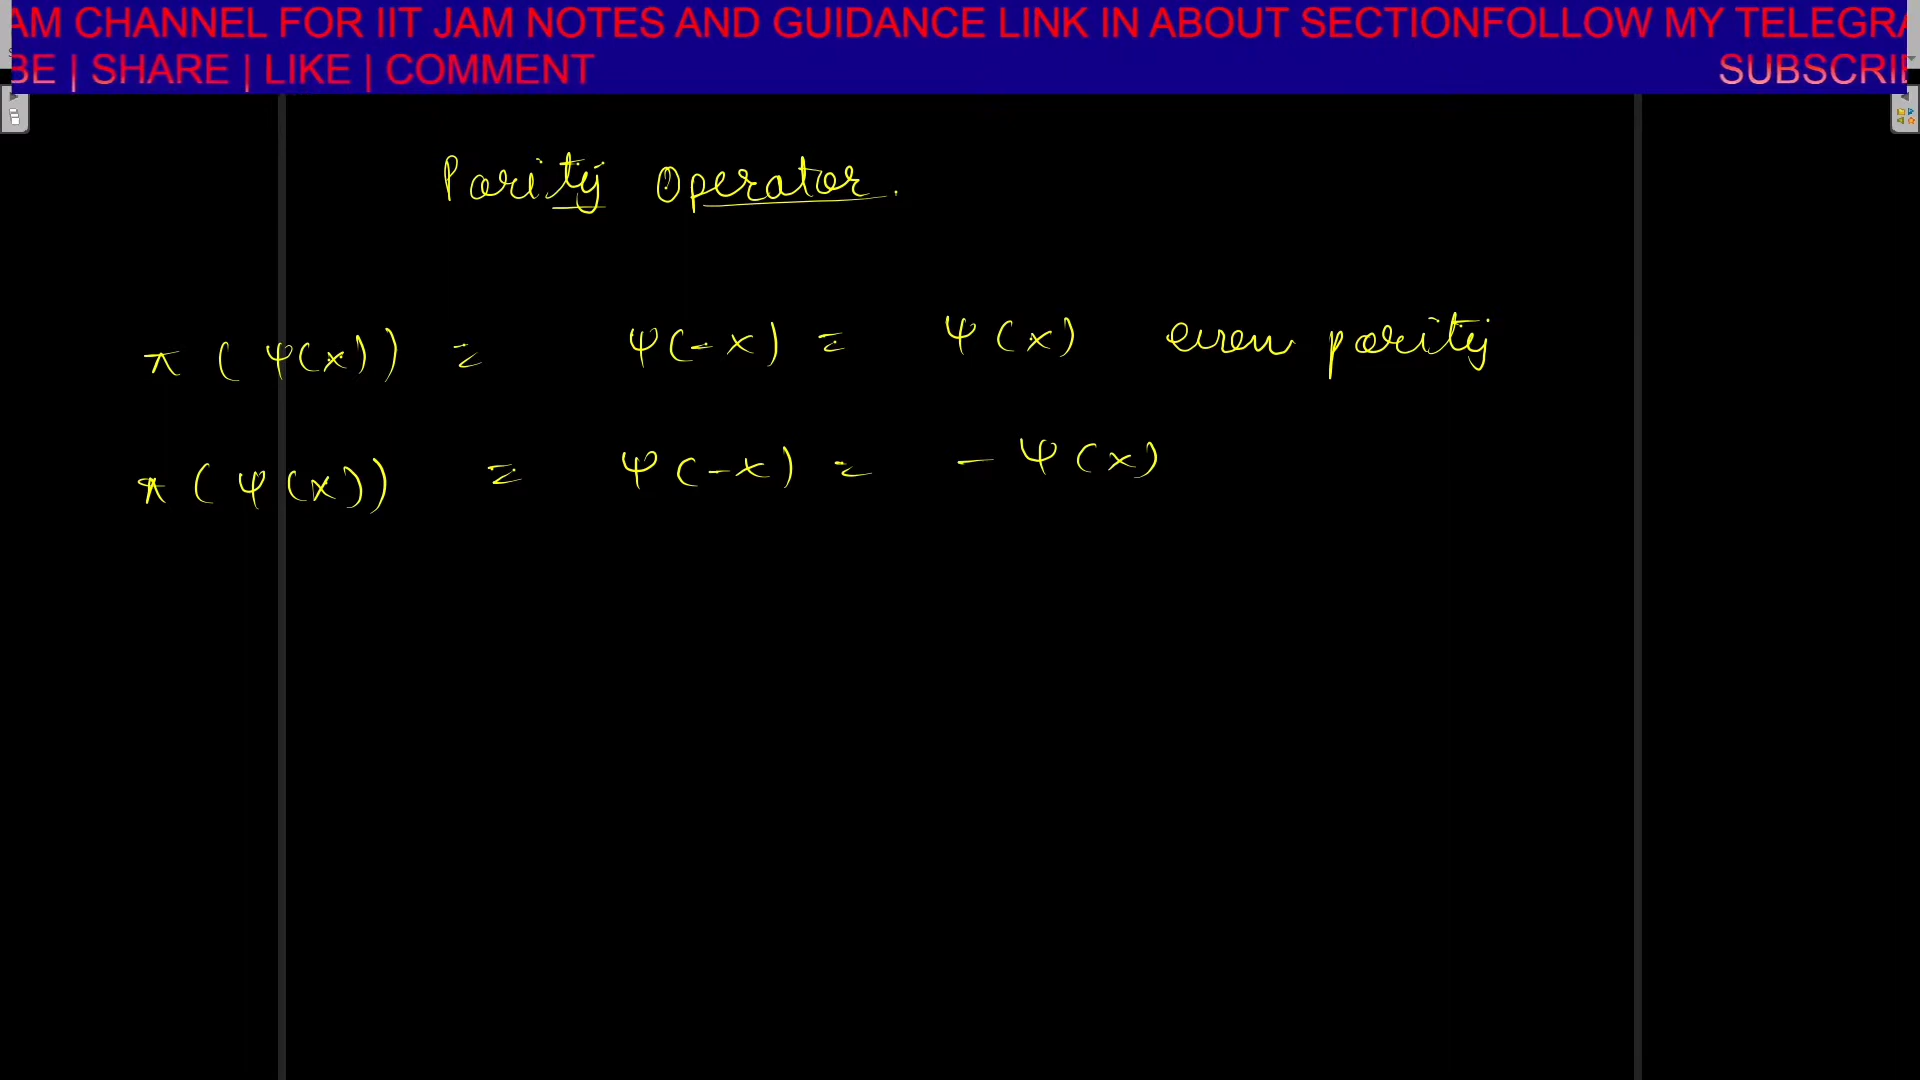 AM CHANNEL FOR IIT JAM NOTES AND GUIDANCE LINK IN ABOUT SECTIONFOLLOW MY TELEGRA
BE | SHARE | LIKE | COMMENT SUBSCRI
Parity Operator.
π ( ψ(x)) = ψ(-x) = ψ(x) even parity
π ( ψ (x)) = ψ (-x) = - ψ (x)